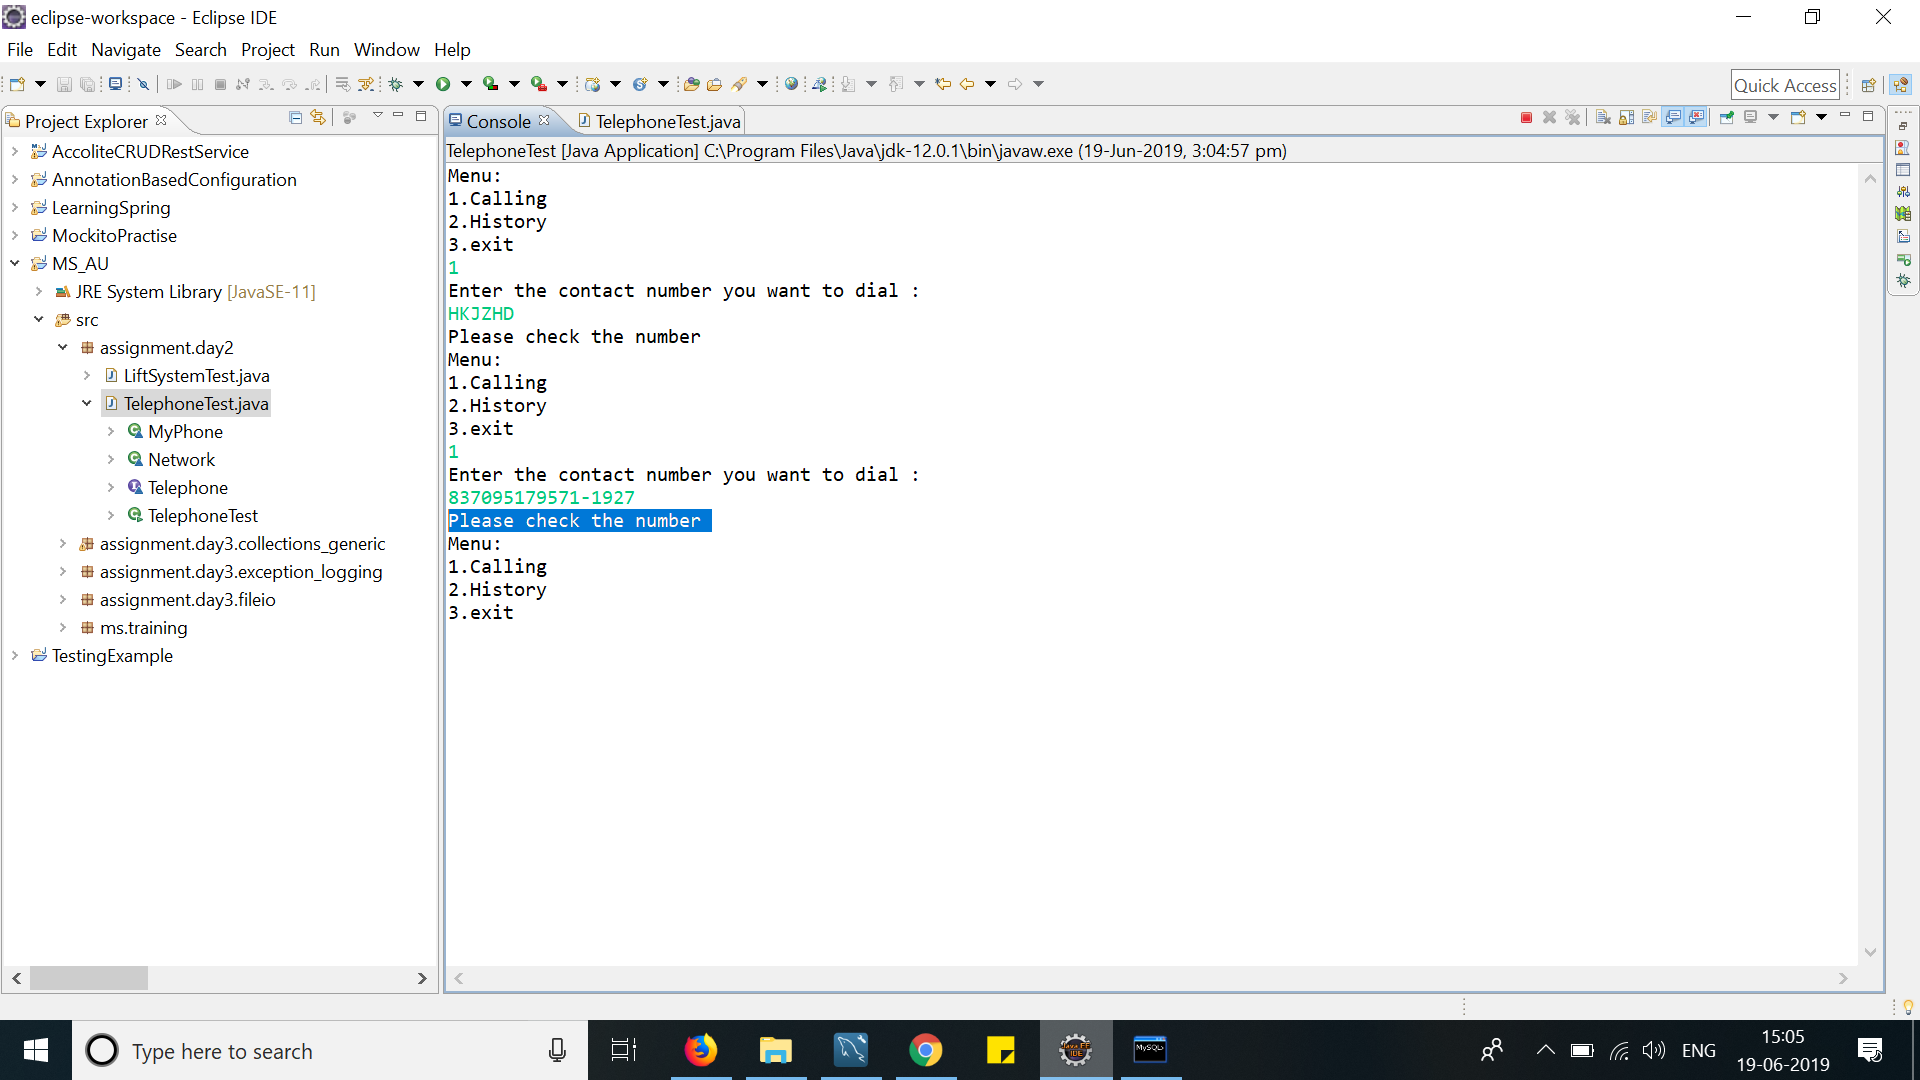 eclipse-workspace - Eclipse IDE
File Edit Navigate Search Project Run Window Help
Quick Access
Project Explorer
Console TelephoneTest.java
TelephoneTest [Java Application] C:\Program Files\Java\jdk-12.0.1\bin\javaw.exe (19-Jun-2019, 3:04:57 pm)
AccoliteCRUDRestService
AnnotationBasedConfiguration
LearningSpring
MockitoPractise
MS_AU
JRE System Library [JavaSE-11]
src
assignment.day2
LiftSystemTest.java
TelephoneTest.java
MyPhone
Network
Telephone
TelephoneTest
assignment.day3.collections_generic
assignment.day3.exception_logging
assignment.day3.fileio
ms.training
TestingExample
Menu:
1.Calling
2.History
3.exit
1
Enter the contact number you want to dial :
HKJZHD
Please check the number
Menu:
1.Calling
2.History
3.exit
1
Enter the contact number you want to dial :
837095179571-1927
Please check the number
Menu:
1.Calling
2.History
3.exit
Type here to search
Java EE
IDE
MySQL
ENG
15:05
19-06-2019